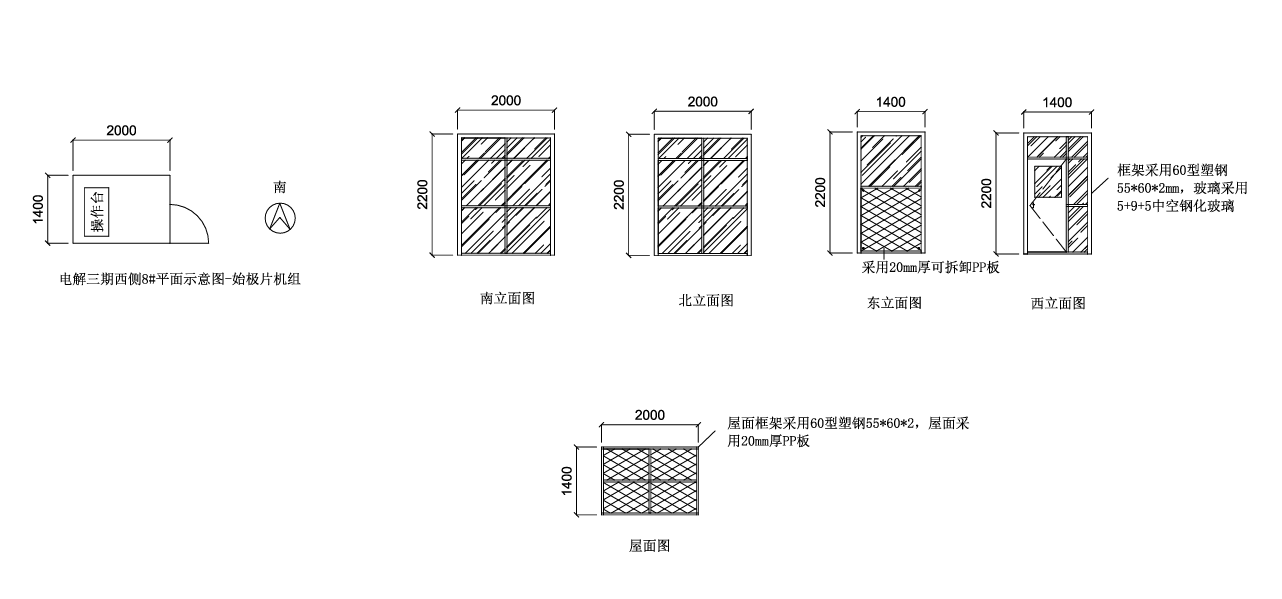 2000
1400
操作台
南
电解三期西侧8#平面示意图-始极片机组
2000
2200
南立面图
2000
2200
北立面图
1400
2200
采用20mm厚可拆卸PP板
东立面图
1400
2200
框架采用60型塑钢
55*60*2mm，玻璃采用
5+9+5中空钢化玻璃
西立面图
2000
1400
屋面框架采用60型塑钢55*60*2，屋面采
用20mm厚PP板
屋面图